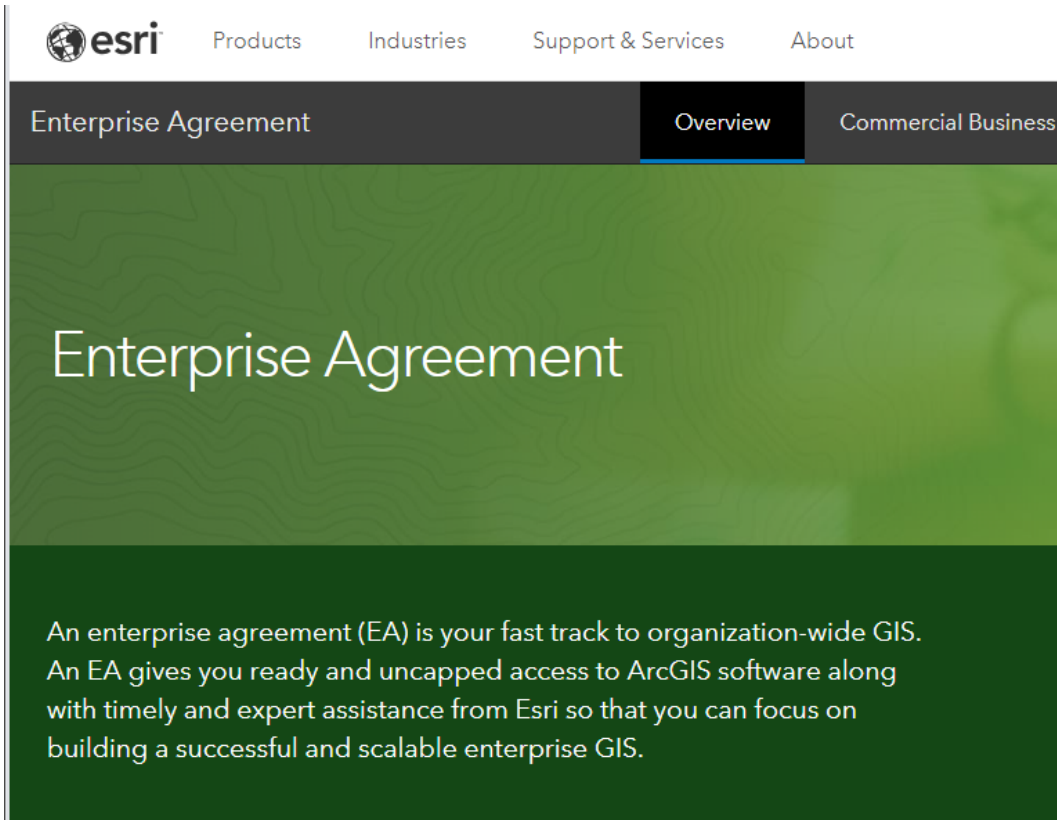 esri Products Industries Support & Services About
Enterprise Agreement Overview Commercial Business
Enterprise Agreement
An enterprise agreement (EA) is your fast track to organization-wide GIS.
An EA gives you ready and uncapped access to ArcGIS software along
with timely and expert assistance from Esri so that you can focus on
building a successful and scalable enterprise GIS.